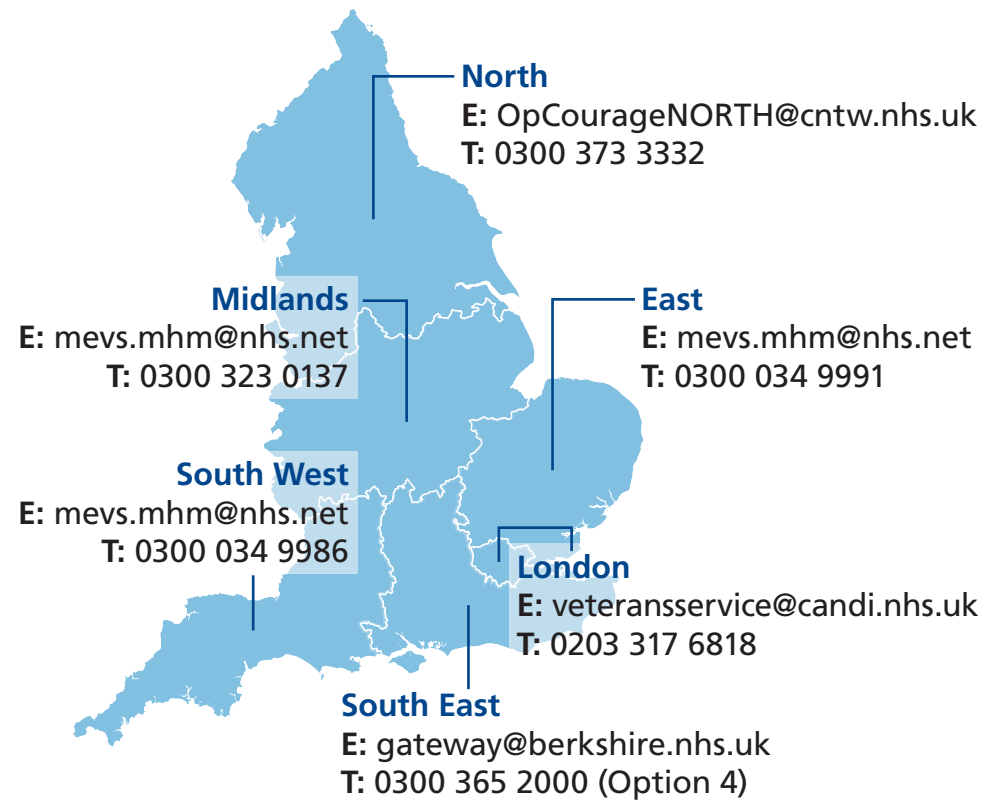 North
E: OpCourageNORTH@cntw.nhs.uk
T: 0300 373 3332
Midlands
E: mevs.mhm@nhs.net
T: 0300 323 0137
East
E: mevs.mhm@nhs.net
T: 0300 034 9991
South West
E: mevs.mhm@nhs.net
T: 0300 034 9986
London
E: veteransservice@candi.nhs.uk
T: 0203 317 6818
South East
E: gateway@berkshire.nhs.uk
T: 0300 365 2000 (Option 4)